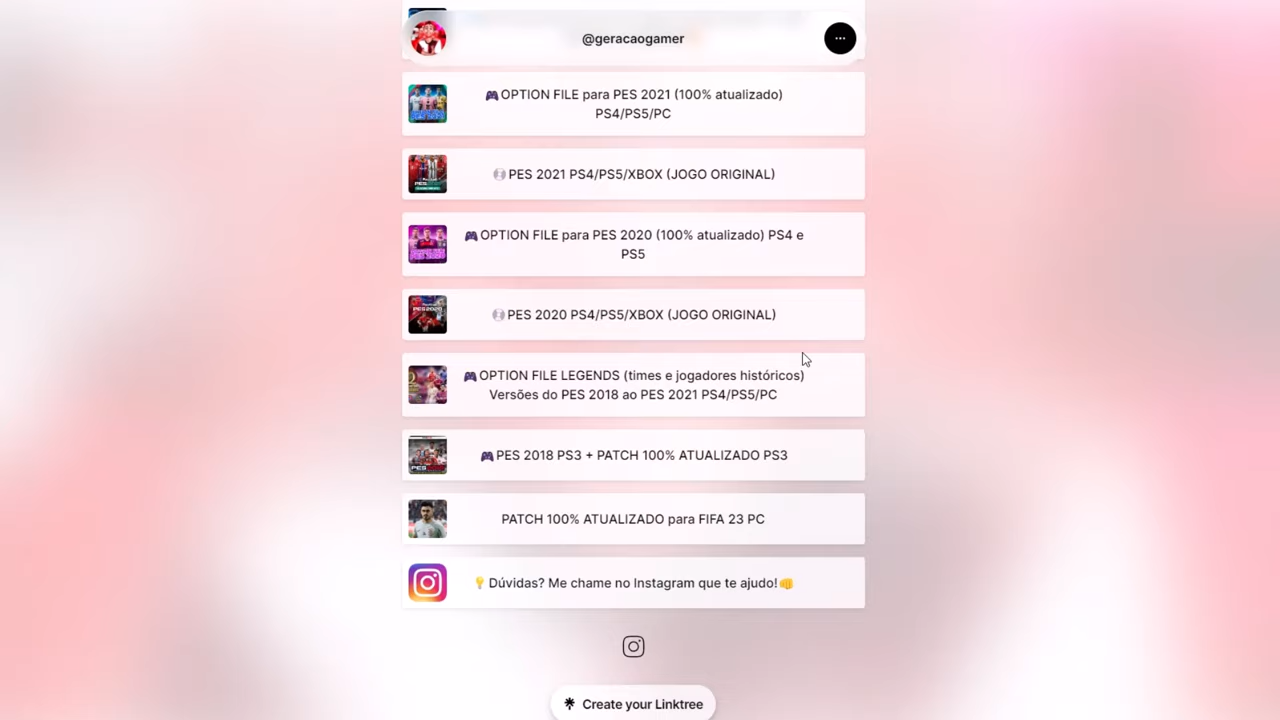 @geracaogamer
🎮OPTION FILE para PES 2021 (100% atualizado)
PS4/PS5/PC
PES 2021 PS4/PS5/XBOX (JOGO ORIGINAL)
🎮OPTION FILE para PES 2020 (100% atualizado) PS4 e
PS5
PES 2020 PS4/PS5/XBOX (JOGO ORIGINAL)
🎮OPTION FILE LEGENDS (times e jogadores históricos)
Versões do PES 2018 ao PES 2021 PS4/PS5/PC
🎮PES 2018 PS3 + PATCH 100% ATUALIZADO PS3
PATCH 100% ATUALIZADO para FIFA 23 PC
💡Dúvidas? Me chame no Instagram que te ajudo!👊
Create your Linktree